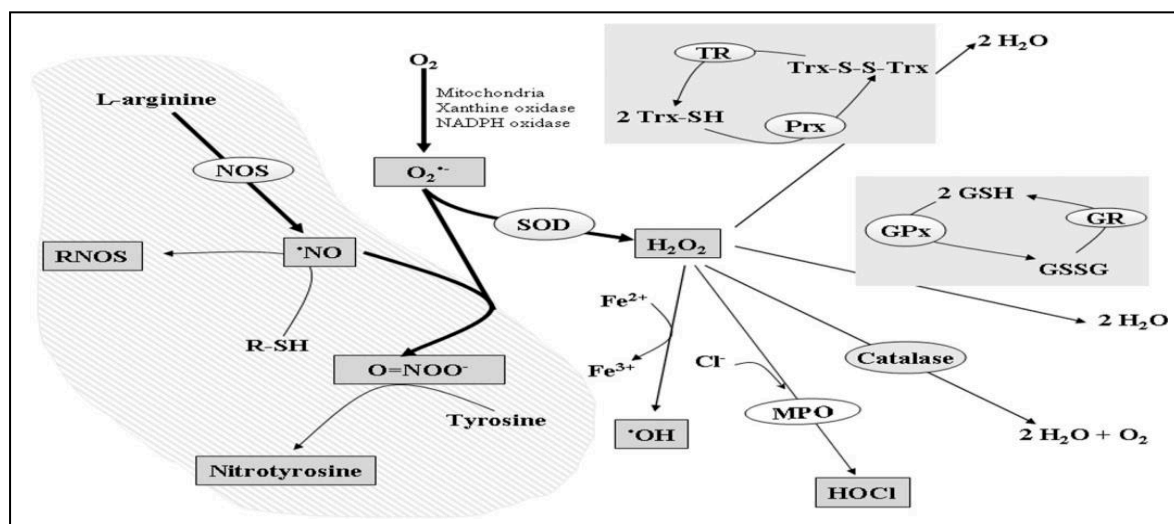 O₂
Mitochondria
Xanthine oxidase
NADPH oxidase
L-arginine
NOS
O₂•-
SOD
H₂O₂
TR
Trx-S-S-Trx
2 Trx-SH
Prx
2 H₂O
2 GSH
GPx
GR
GSSG
2 H₂O
RNOS
•NO
R-SH
O=NOO-
Tyrosine
Nitrotyrosine
Fe²⁺
Fe³⁺
•OH
Cl-
MPO
HOCl
Catalase
2 H₂O + O₂